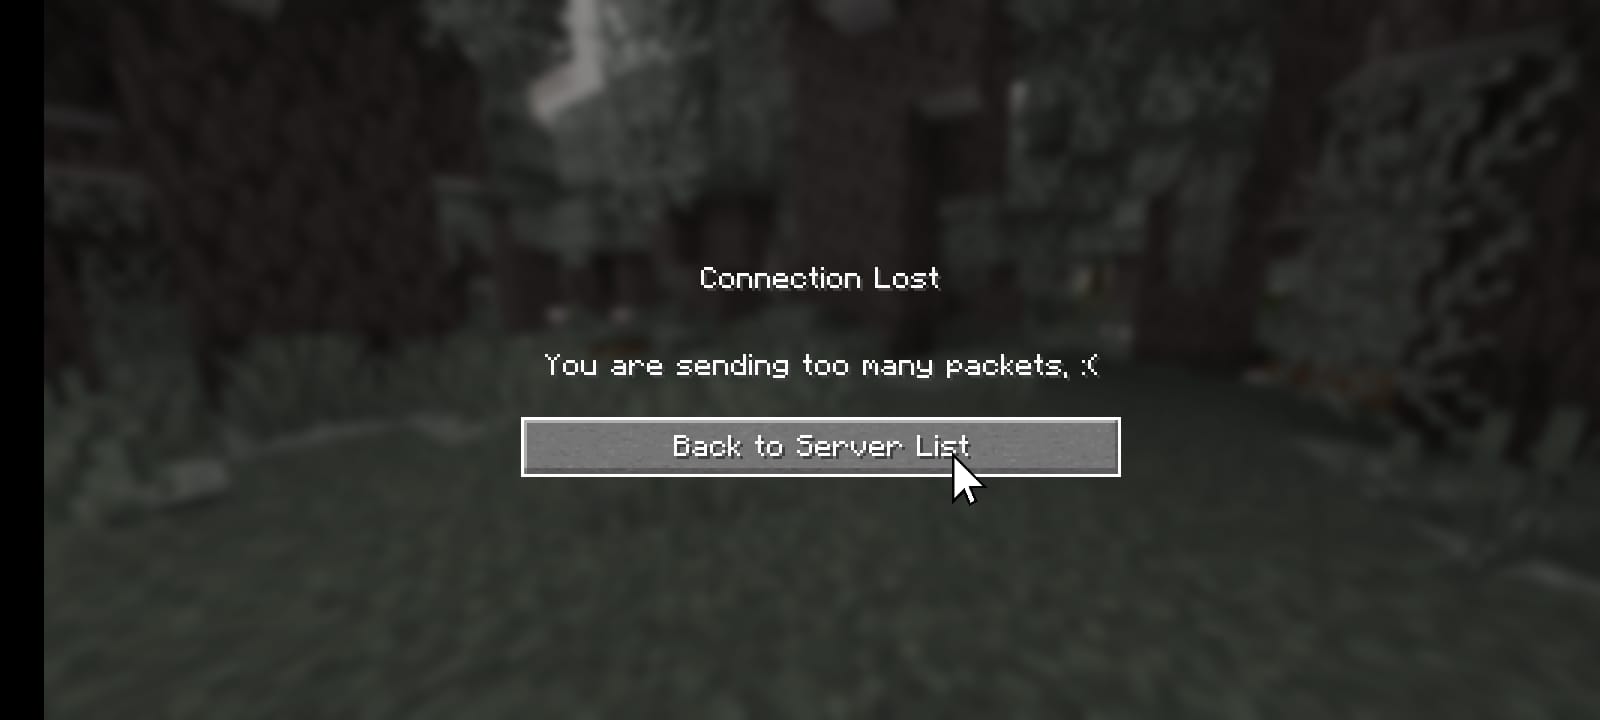 Connection Lost
You are sending too many packets, :(
Back to Server List